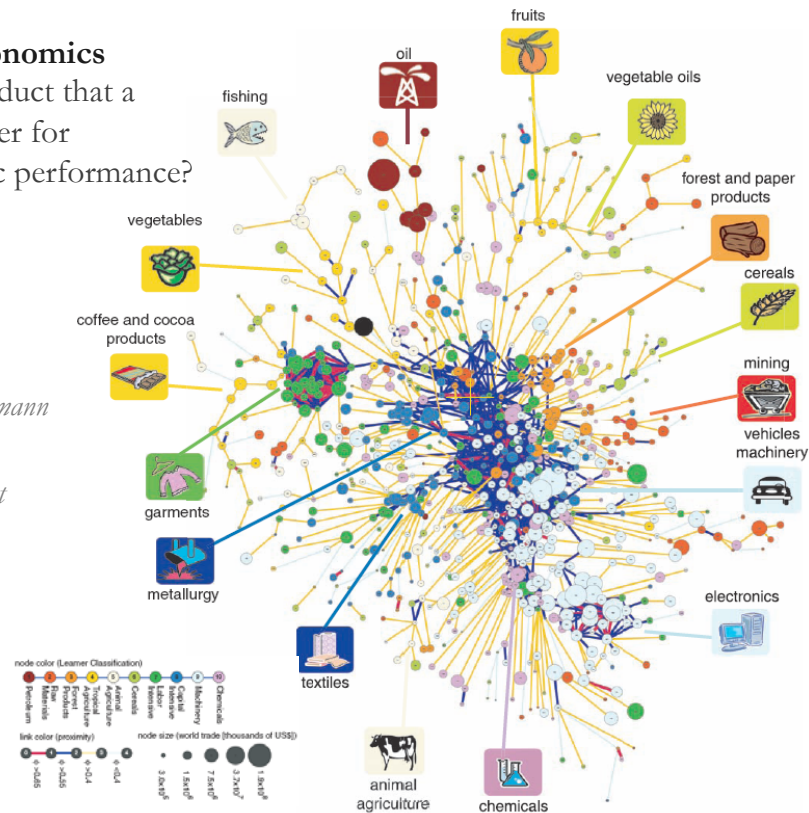 onomics
duct that a
er for
c performance?
mann
t
fruits
oil
vegetable oils
fishing
forest and paper
products
vegetables
cereals
coffee and cocoa
products
mining
vehicles
machinery
garments
metallurgy
electronics
textiles
animal
agriculture
chemicals
node color (Leamer Classification)
Petroleum
Raw
Materials
Forest
Products
Tropical
Agriculture
Animal
Agriculture
Cereals
Labor
Intensive
Capital
Intensive
Machinery
Chemicals
link color (proximity)
ϕ>0.65
ϕ>0.55
ϕ>0.4
ϕ<0.4
node size (world trade [thousands of US$])